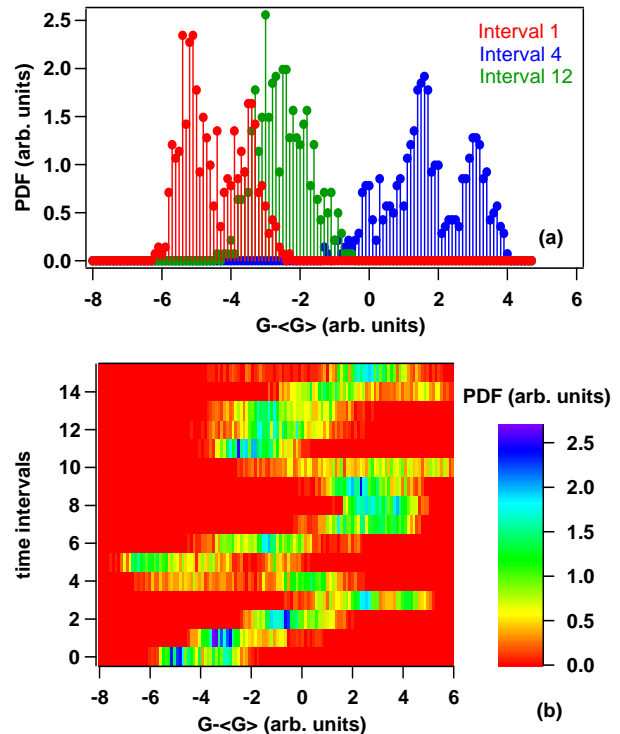 2.5
2.0
1.5
1.0
0.5
0.0
PDF (arb. units)
Interval 1
Interval 4
Interval 12
(a)
-8 -6 -4 -2 0 2 4 6
G-<G> (arb. units)
14
12
10
8
6
4
2
0
time intervals
-8 -6 -4 -2 0 2 4 6
G-<G> (arb. units)
PDF (arb. units)
2.5
2.0
1.5
1.0
0.5
0.0
(b)